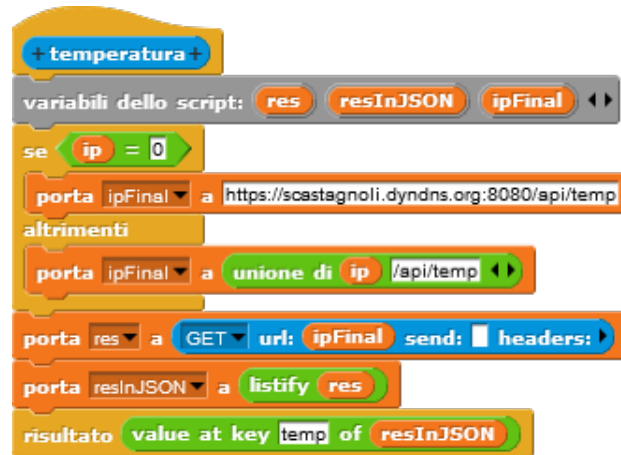 + temperatura +
variabili dello script: res resInJSON ipFinal
se ip = 0
porta ipFinal a https://scastagnoli.dyndns.org:8080/api/temp
altrimenti
porta ipFinal a unione di ip /api/temp
porta res a GET url: ipFinal send: headers:
porta resInJSON a listify res
risultato value at key temp of resInJSON